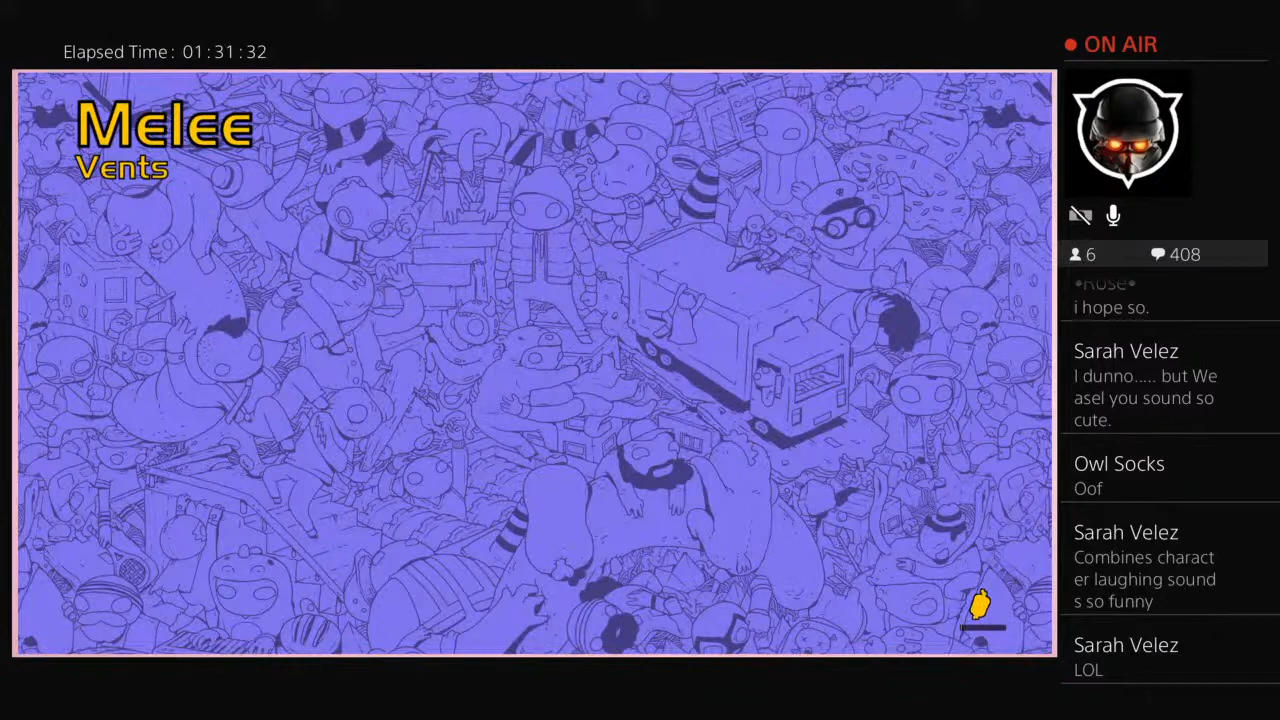 Elapsed Time: 01:31:32
ON AIR
Melee
Vents
6 408
•Rose•
i hope so.
Sarah Velez
I dunno..... but We
asel you sound so
cute.
Owl Socks
Oof
Sarah Velez
Combines charact
er laughing sound
s so funny
Sarah Velez
LOL